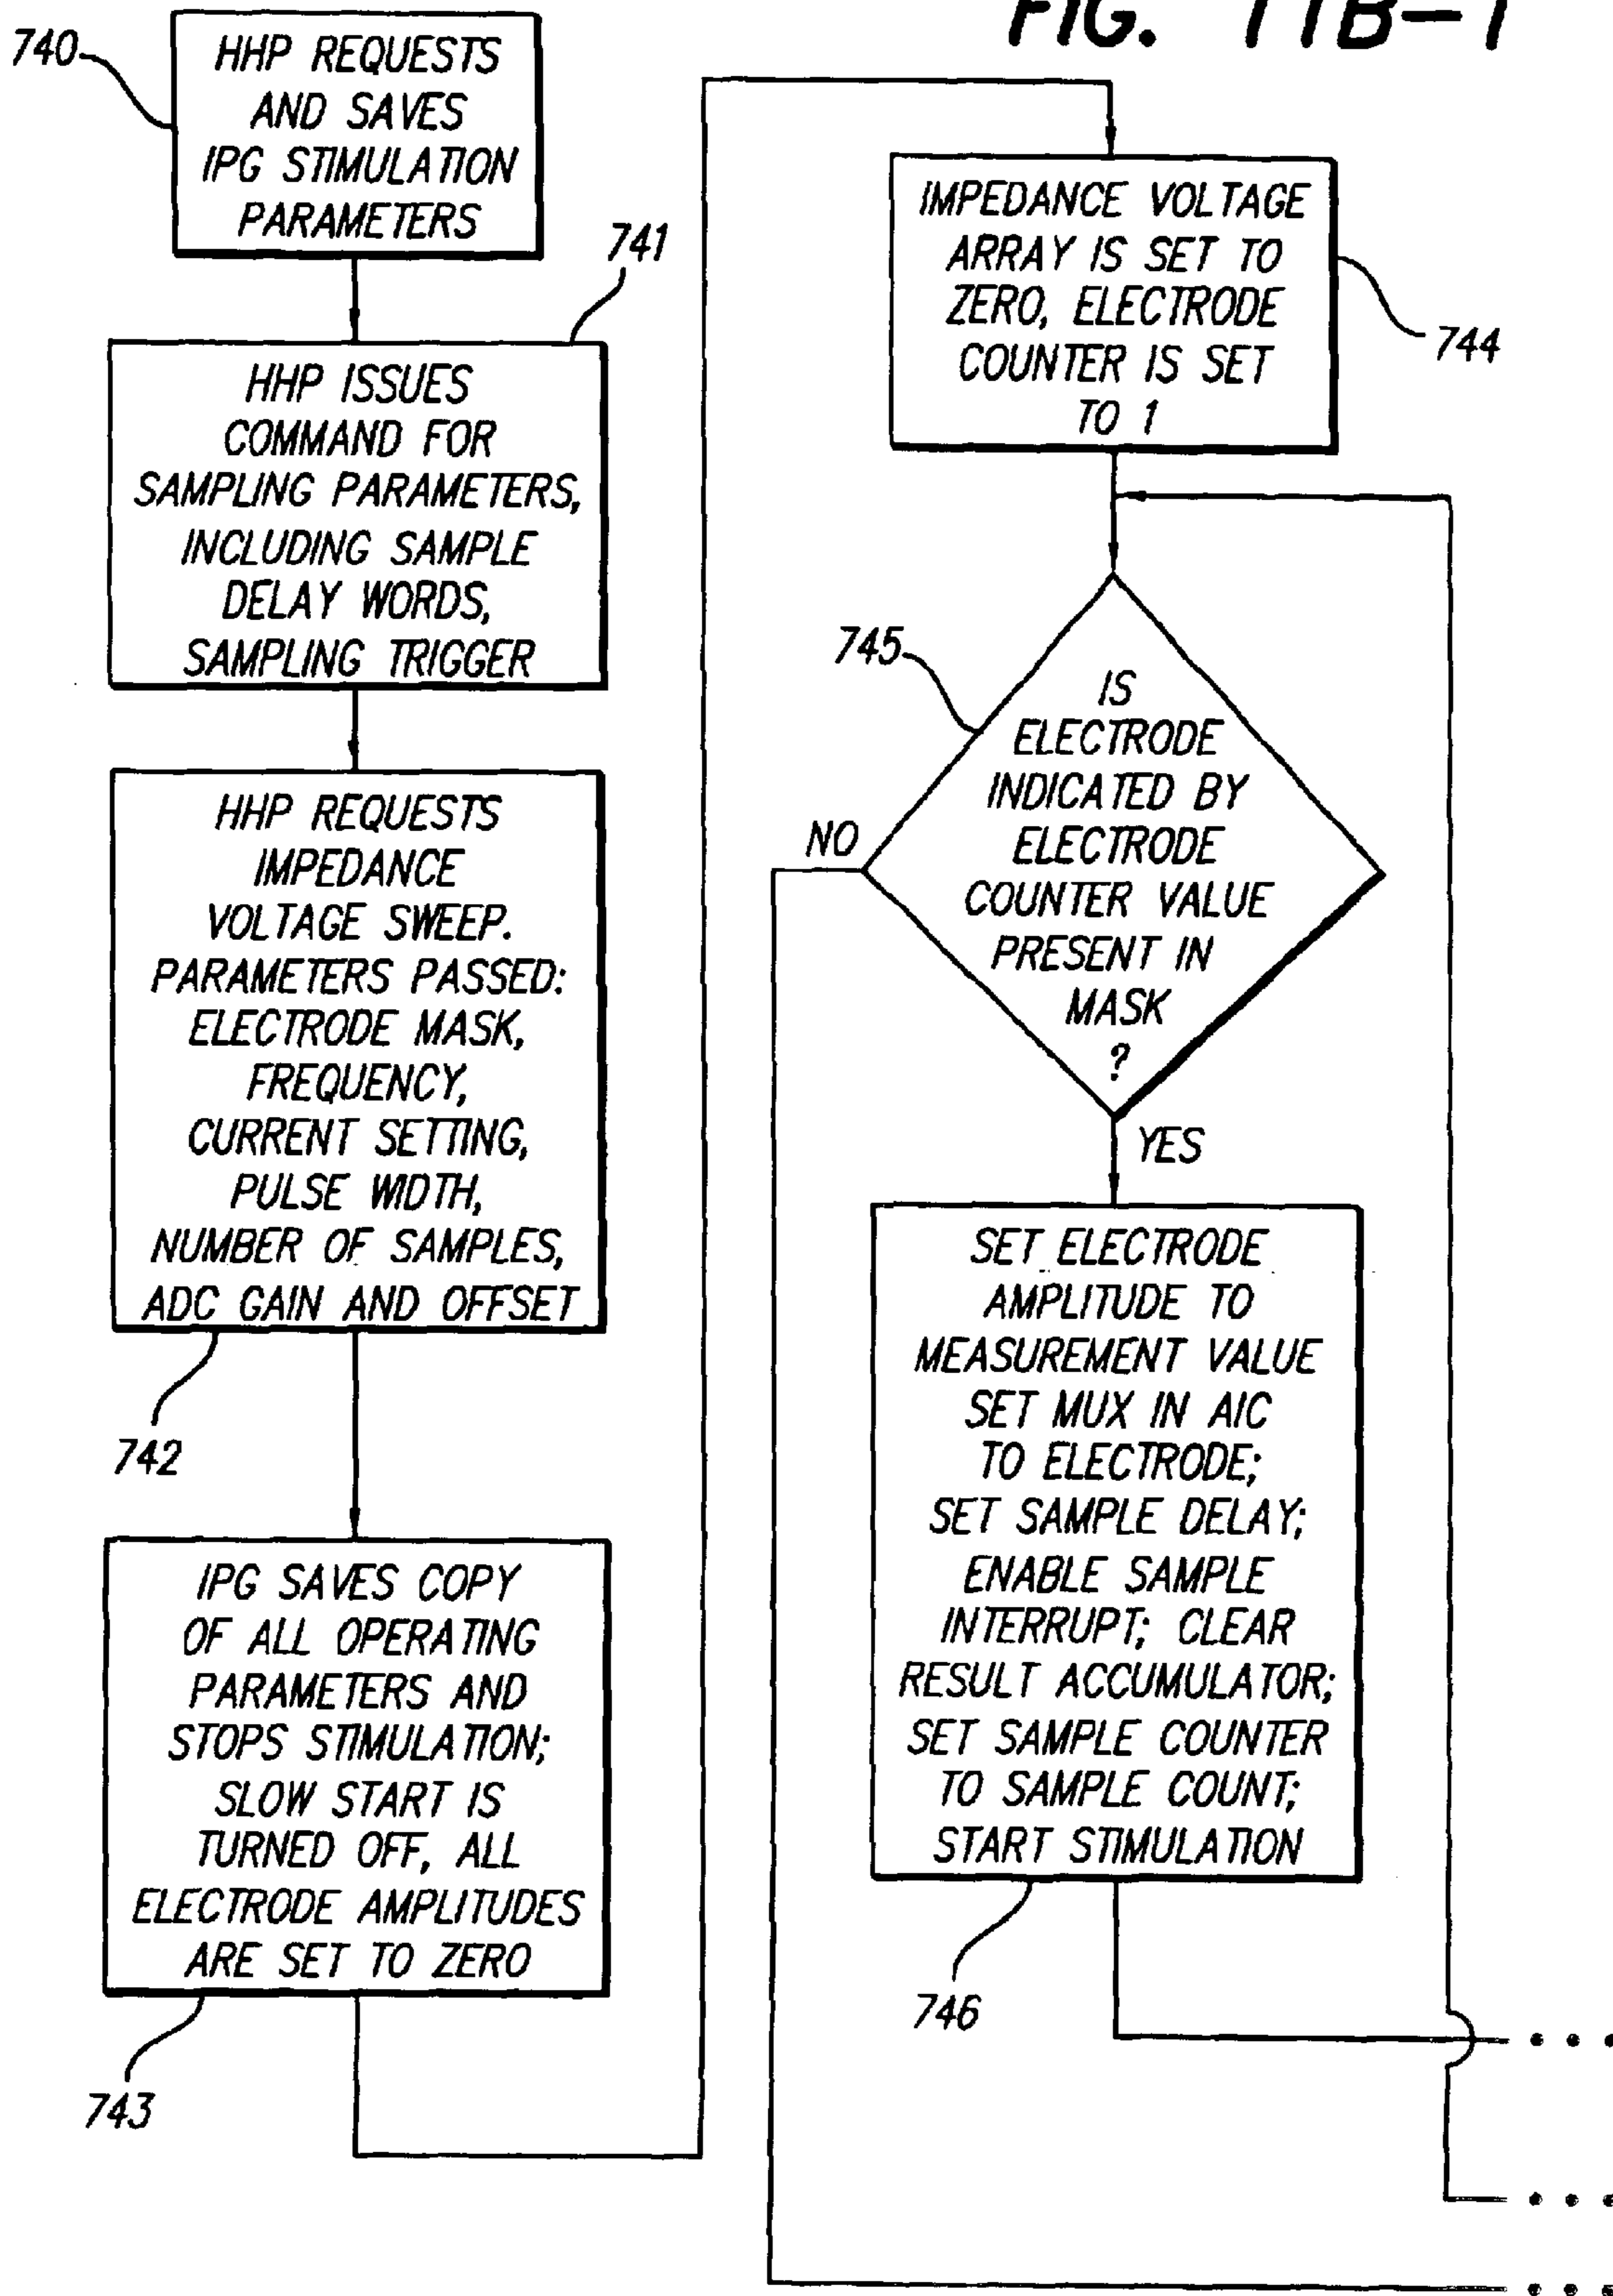 FIG. 11B-1
740
HHP REQUESTS
AND SAVES
IPG STIMULATION
PARAMETERS
741
HHP ISSUES
COMMAND FOR
SAMPLING PARAMETERS,
INCLUDING SAMPLE
DELAY WORDS,
SAMPLING TRIGGER
HHP REQUESTS
IMPEDANCE
VOLTAGE SWEEP.
PARAMETERS PASSED:
ELECTRODE MASK,
FREQUENCY,
CURRENT SETTING,
PULSE WIDTH,
NUMBER OF SAMPLES,
ADC GAIN AND OFFSET
742
IPG SAVES COPY
OF ALL OPERATING
PARAMETERS AND
STOPS STIMULATION;
SLOW START IS
TURNED OFF, ALL
ELECTRODE AMPLITUDES
ARE SET TO ZERO
743
IMPEDANCE VOLTAGE
ARRAY IS SET TO
ZERO, ELECTRODE
COUNTER IS SET
TO 1
744
745
IS
ELECTRODE
INDICATED BY
ELECTRODE
COUNTER VALUE
PRESENT IN
MASK
?
NO
YES
SET ELECTRODE
AMPLITUDE TO
MEASUREMENT VALUE
SET MUX IN AIC
TO ELECTRODE;
SET SAMPLE DELAY;
ENABLE SAMPLE
INTERRUPT; CLEAR
RESULT ACCUMULATOR;
SET SAMPLE COUNTER
TO SAMPLE COUNT;
START STIMULATION
746